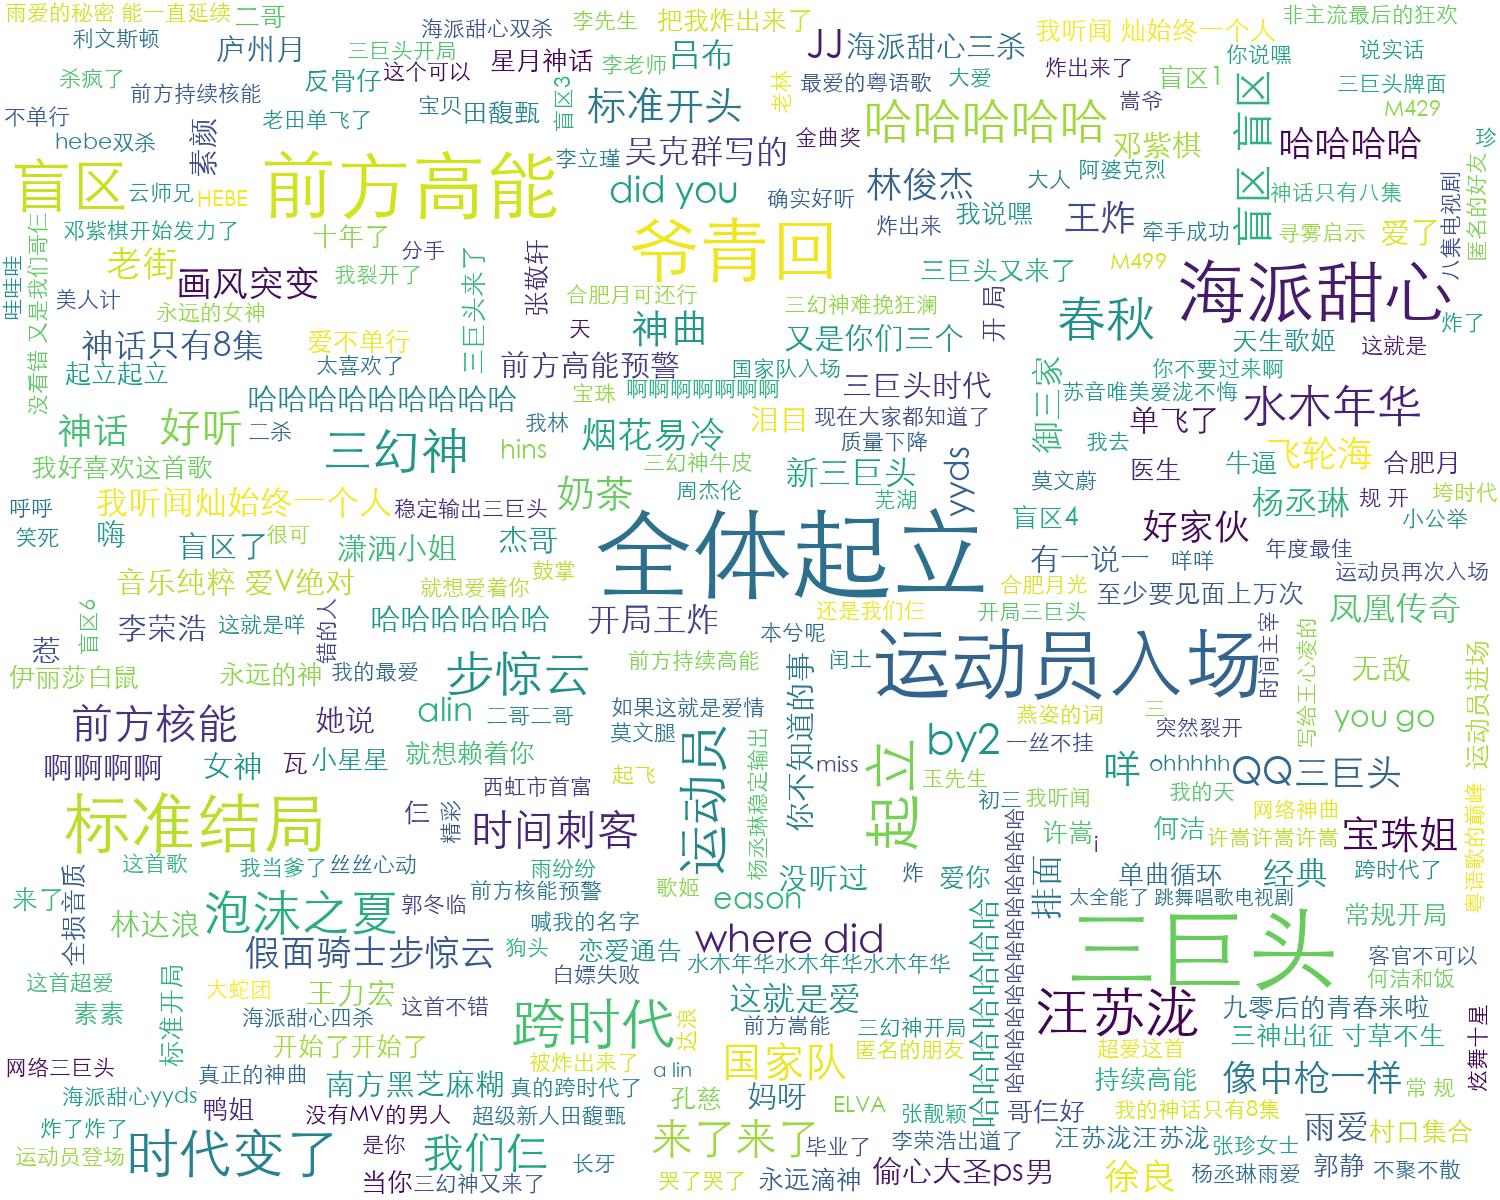 雨爱的秘密 能一直延续
二哥
海派甜心双杀
李先生
把我炸出来了
我听闻 灿始终一个人
非主流最后的狂欢
利文斯顿
庐州月
三巨头开局
星月神话
李老师
吕布
JJ
海派甜心三杀
你说嘿
说实话
杀疯了
反骨仔
这个可以
盲区3
老林
最爱的粤语歌
大爱
炸出来了
盲区1
盲区 盲区
三巨头牌面
前方持续核能
宝贝
田馥甄
标准开头
哈哈哈哈哈
嵩爷
M429
不单行
老田单飞了
hebe双杀
素颜
金曲奖
邓紫棋
哈哈哈哈
珍
盲区
前方高能
李立瑾
吴克群写的
云师兄
HEBE
did you
确实好听
林俊杰
大人
阿婆克烈
神话只有八集
八集电视剧
匿名的好友
邓紫棋开始发力了
十年了
分手
爷青回
炸出来
我说嘿
王炸
牵手成功
寻雾启示
爱了
没看错 又是我们哥仨
哇哇哇
老街
画风突变
我裂开了
三巨头来了
张敬轩
三巨头又来了
M499
海派甜心
美人计
永远的女神
合肥月可还行
三幻神难挽狂澜
开 局
春秋
炸了
神话只有8集
爱不单行
天
神曲
又是你们三个
天生歌姬
这就是
起立起立
太喜欢了
前方高能预警
国家队入场
你不要过来啊
哈哈哈哈哈哈哈哈哈
宝珠
啊啊啊啊啊啊啊
三巨头时代
御三家
苏音唯美爱泷不悔
水木年华
神话
好听
二杀
三幻神
我林
烟花易冷
泪目
现在大家都知道了
单飞了
hins
质量下降
我去
飞轮海
我好喜欢这首歌
三幻神牛皮
新三巨头
yyds
莫文蔚
医生
牛逼
合肥月
我听闻灿始终一个人
稳定输出三巨头
奶茶
周杰伦
芜湖
杨丞琳
规 开
垮时代
呼呼
盲区4
小公举
笑死
嗨
盲区了
很可
潇洒小姐
杰哥
全体起立
好家伙
有一说一
咩咩
年度最佳
鼓掌
运动员再次入场
音乐纯粹 爱V绝对
就想爱着你
合肥月光
至少要见面上万次
盲区6
哈哈哈哈哈哈
开局王炸
还是我们仨
开局三巨头
凤凰传奇
惹
李荣浩
这就是咩
错的人
本兮呢
运动员入场
时间主宰
写给王心凌的
伊丽莎白鼠
永远的神
我的最爱
步惊云
前方持续高能
你不知道的事
闰土
无敌
运动员进场
前方核能
她说
alin
二哥二哥
如果这就是爱情
燕姿的词
三
you go
莫文腿
by2
一丝不挂
突然裂开
啊啊啊啊
女神
瓦
小星星
就想赖着你
运动员
杨丞琳稳定输出
miss
起立
咩
ohhhhh
QQ三巨头
起飞
玉先生
西虹市首富
初三
我听闻
我的天
网络神曲
标准结局
仨
精彩
时间刺客
许嵩
i
何洁
许嵩许嵩许嵩
宝珠姐
粤语歌的巅峰
哈哈哈哈哈哈哈哈哈哈哈
这首歌
我当爹了
丝丝心动
雨纷纷
没听过
炸
爱你
排面
单曲循环
经典
跨时代了
全损音质
来了
泡沫之夏
郭冬临
前方核能预警
歌姬
eason
哈哈哈哈哈哈哈哈哈
太全能了 跳舞唱歌电视剧
林达浪
喊我的名字
常规开局
假面骑士步惊云
狗头
恋爱通告
where did
三巨头
客官不可以
这首超爱
标准开局
白嫖失败
水木年华水木年华水木年华
何洁和饭
大蛇团
王力宏
这首不错
跨时代
这就是爱
汪苏泷
九零后的青春来啦
素素
海派甜心四杀
达浪
前方嵩能
三幻神开局
三神出征 寸草不生
炫舞十星
开始了开始了
国家队
匿名的朋友
超爱这首
网络三巨头
真正的神曲
被炸出来了
a lin
持续高能
像中枪一样
常 规
海派甜心yyds
南方黑芝麻糊
真的跨时代了
孔慈
妈呀
ELVA
鸭姐
没有MV的男人
超级新人田馥甄
张靓颖
哥仁好
我的神话只有8集
炸了炸了
时代变了
是你
我们仨
来了来了
毕业了
李荣浩出道了
汪苏泷汪苏泷
张珍女士
雨爱
村口集合
运动员登场
长牙
当你
三幻神又来了
哭了哭了
永远滴神
偷心大圣ps男
徐良
杨丞琳雨爱
郭静
不聚不散